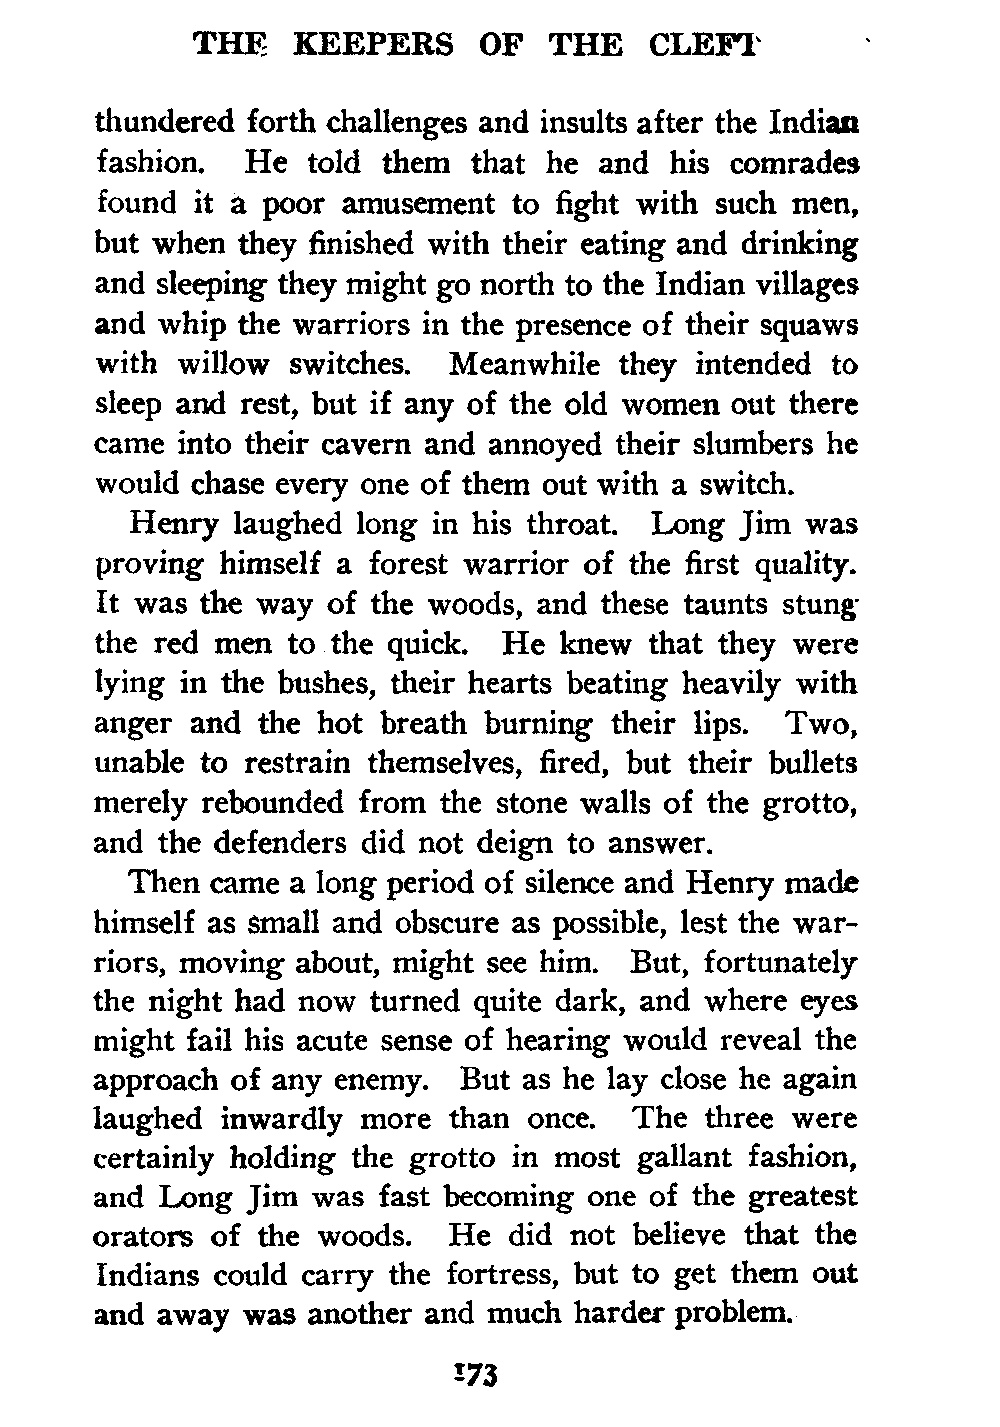 THE KEEPERS OF THE CLEFT
thundered forth challenges and insults after the Indian
fashion. He told them that he and his comrades
found it a poor amusement to fight with such men,
but when they finished with their eating and drinking
and sleeping they might go north to the Indian villages
and whip the warriors in the presence of their squaws
with willow switches. Meanwhile they intended to
sleep and rest, but if any of the old women out there
came into their cavern and annoyed their slumbers he
would chase every one of them out with a switch.
Henry laughed long in his throat. Long Jim was
proving himself a forest warrior of the first quality.
It was the way of the woods, and these taunts stung
the red men to the quick. He knew that they were
lying in the bushes, their hearts beating heavily with
anger and the hot breath burning their lips. Two,
unable to restrain themselves, fired, but their bullets
merely rebounded from the stone walls of the grotto,
and the defenders did not deign to answer.
Then came a long period of silence and Henry made
himself as small and obscure as possible, lest the war-
riors, moving about, might see him. But, fortunately
the night had now turned quite dark, and where eyes
might fail his acute sense of hearing would reveal the
approach of any enemy. But as he lay close he again
laughed inwardly more than once. The three were
certainly holding the grotto in most gallant fashion,
and Long Jim was fast becoming one of the greatest
orators of the woods. He did not believe that the
Indians could carry the fortress, but to get them out
and away was another and much harder problem.
173